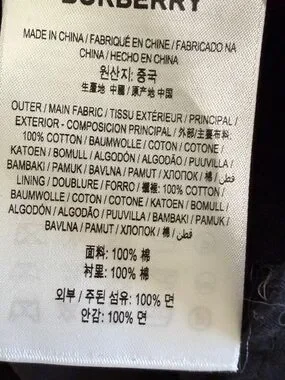 BURBERRY
MADE IN CHINA / FABRIQUÉ EN CHINE / FABRICADO NA
CHINA / HECHO EN CHINA
원산지: 중국
生產地 中國 / 原产地 中国
OUTER / MAIN FABRIC / TISSU EXTÉRIEUR / PRINCIPAL /
EXTERIOR - COMPOSICION PRINCIPAL / 外部/主要布料:
100% COTTON / BAUMWOLLE / COTON / COTONE /
KATOEN / BOMULL / ALGODÓN / ALGODÃO / PUUVILLA /
BAMBAKI / PAMUK / BAVLNA / PAMUT / ХЛОПОК / 棉 / قطن
LINING / DOUBLURE / FORRO / 襯裡: 100% COTTON /
BAUMWOLLE / COTON / COTONE / KATOEN / BOMULL /
ALGODÓN / ALGODÃO / PUUVILLA / BAMBAKI / PAMUK /
BAVLNA / PAMUT / ХЛОПОК / 棉 / قطن
面料: 100% 棉
衬里: 100% 棉
외부 / 주된 섬유: 100% 면
안감: 100% 면